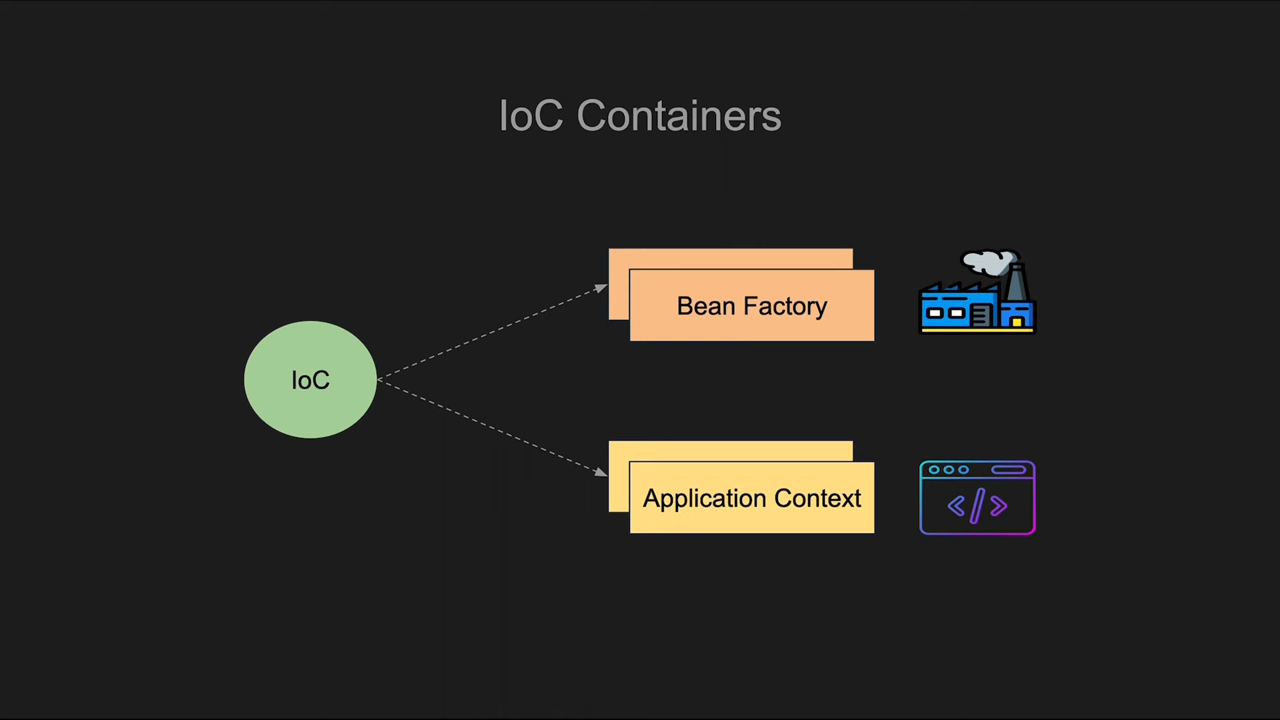 IoC Containers
Bean Factory
IoC
Application Context